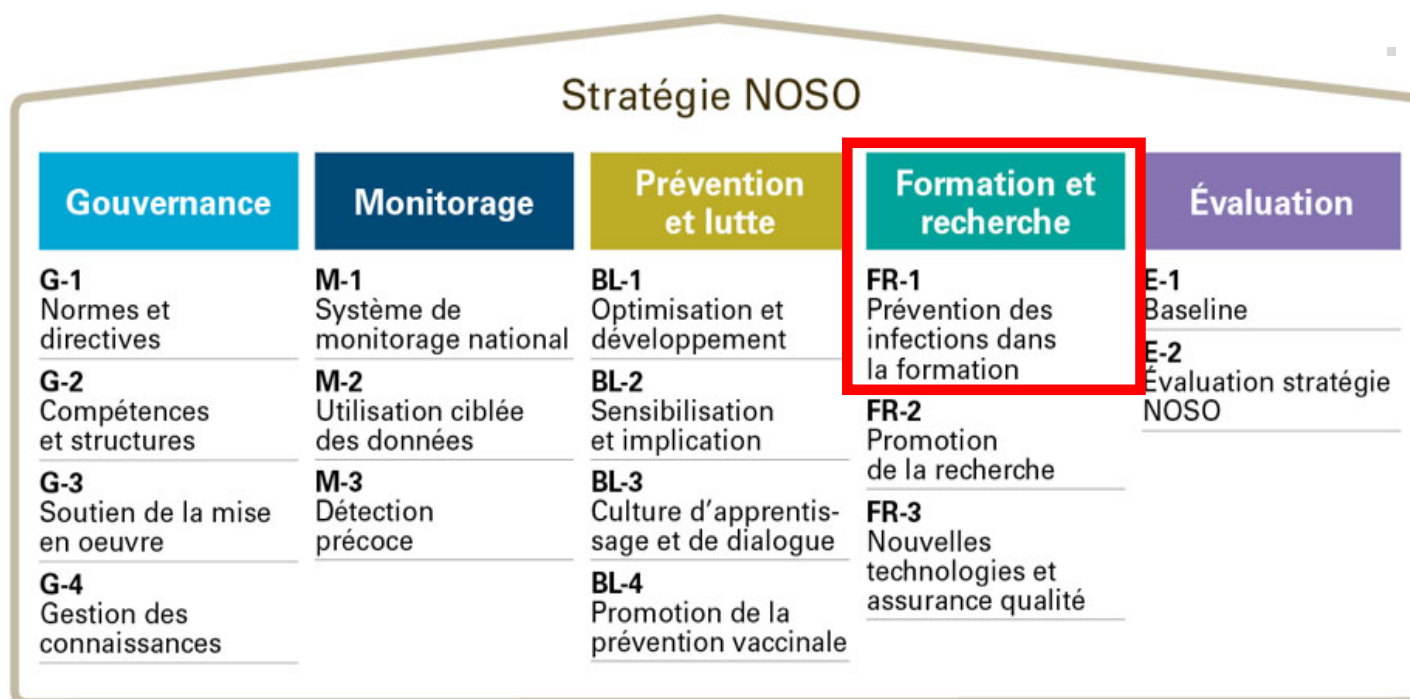 Stratégie NOSO
Gouvernance
G-1
Normes et
directives
G-2
Compétences
et structures
G-3
Soutien de la mise
en oeuvre
G-4
Gestion des
connaissances
Monitorage
M-1
Système de
monitorage national
M-2
Utilisation ciblée
des données
M-3
Détection
précoce
Prévention
et lutte
BL-1
Optimisation et
développement
BL-2
Sensibilisation
et implication
BL-3
Culture d'apprentis-
sage et de dialogue
BL-4
Promotion de la
prévention vaccinale
Formation et
recherche
FR-1
Prévention des
infections dans
la formation
FR-2
Promotion
de la recherche
FR-3
Nouvelles
technologies et
assurance qualité
Évaluation
E-1
Baseline
E-2
Évaluation stratégie
NOSO